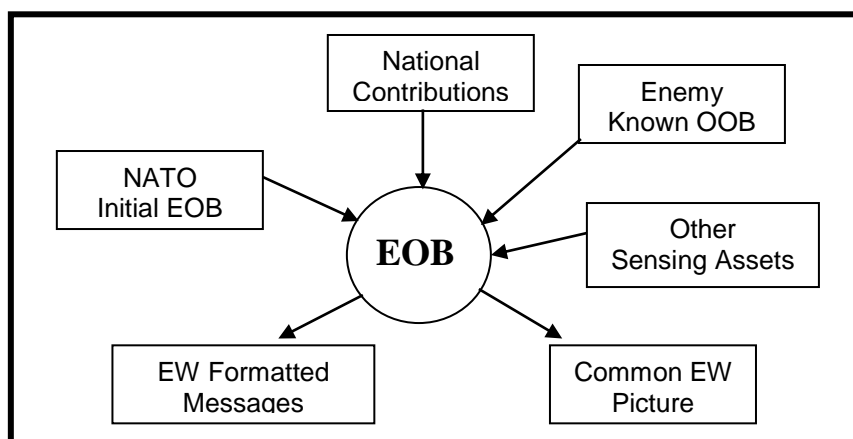 National
Contributions
Enemy
Known OOB
NATO
Initial EOB
EOB
Other
Sensing Assets
EW Formatted
Messages
Common EW
Picture